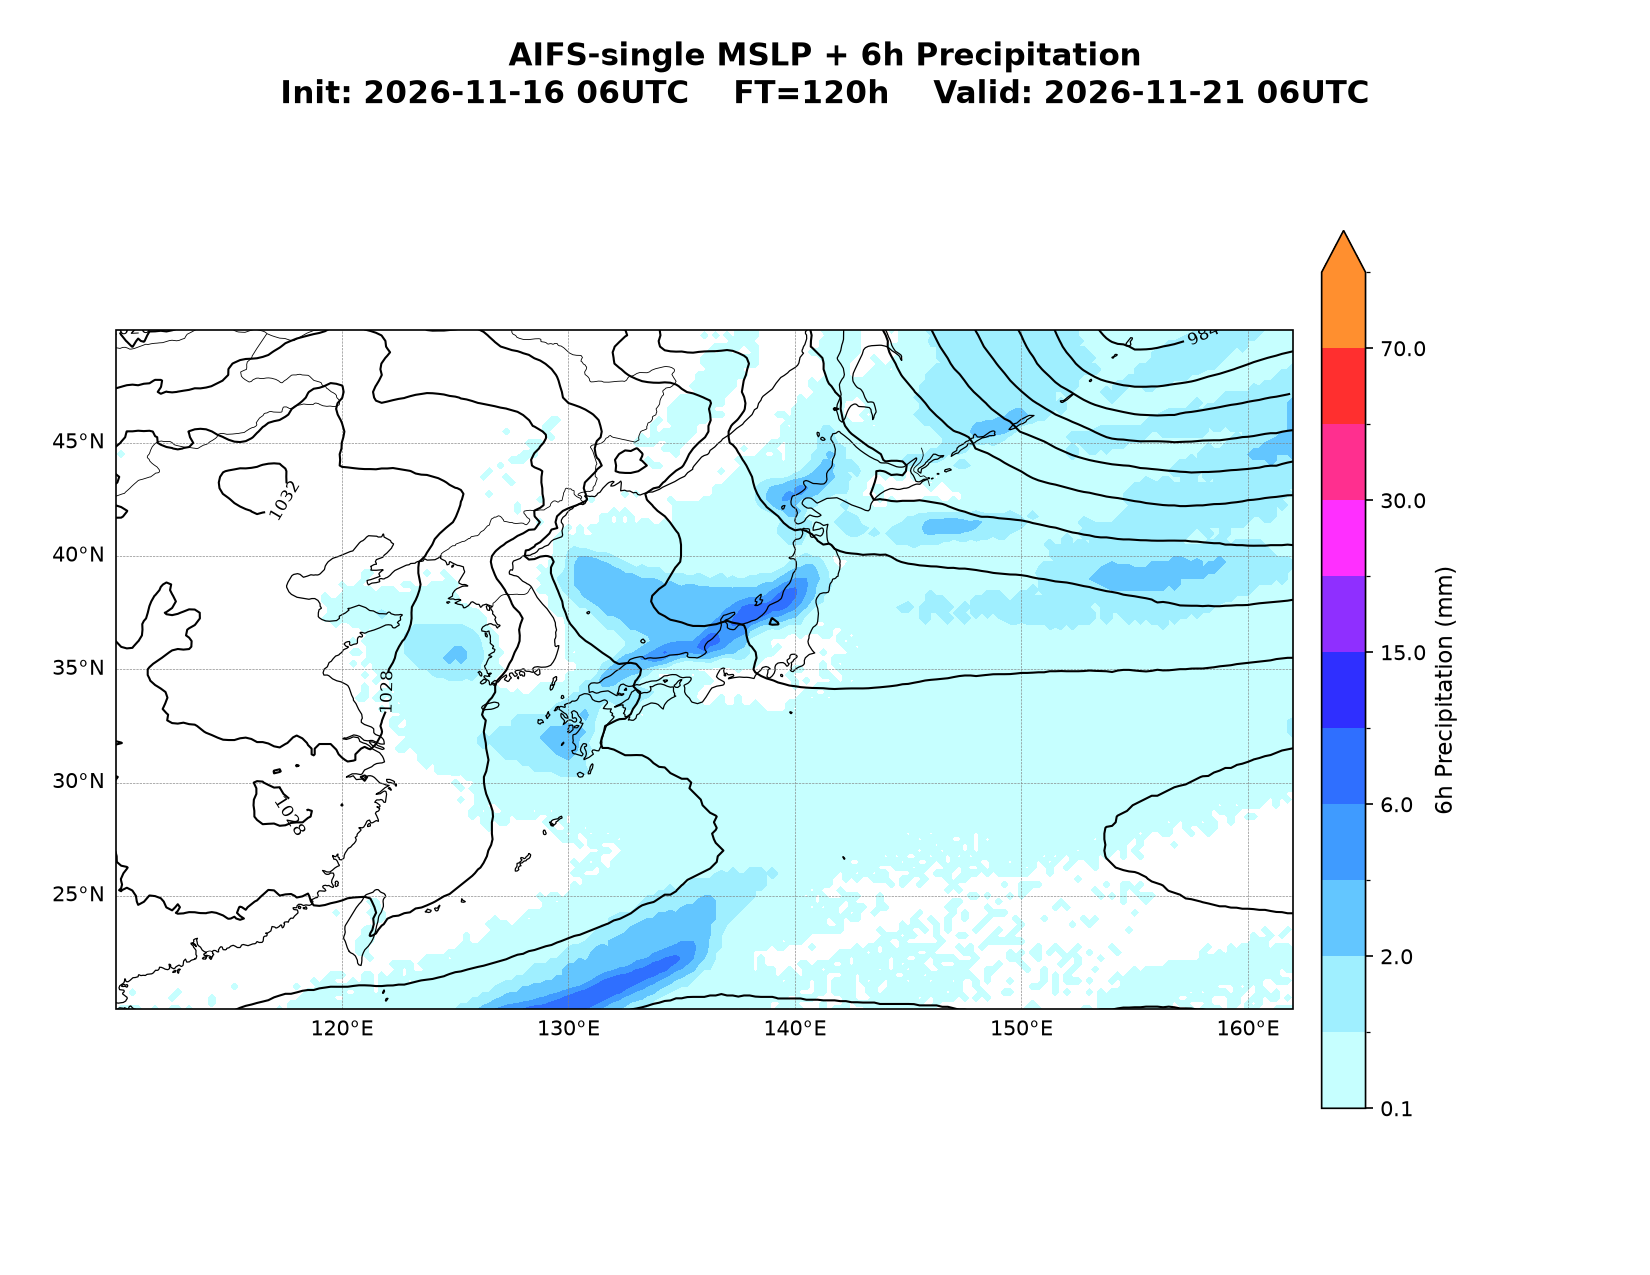 AIFS-single MSLP + 6h Precipitation
Init: 2026-11-16 06UTC    FT=120h    Valid: 2026-11-21 06UTC
984
45°N
1032
40°N
35°N
1028
30°N
1028
25°N
120°E
130°E
140°E
150°E
160°E
70.0
30.0
15.0
6.0
2.0
0.1
6h Precipitation (mm)